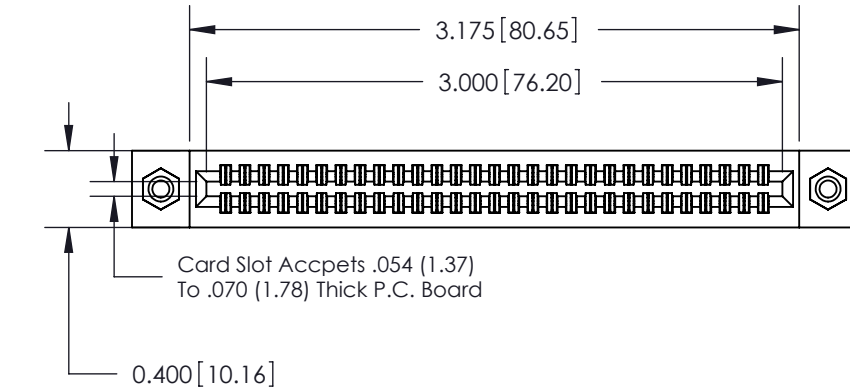 3.175[80.65]
3.000[76.20]
Card Slot Accpets .054 (1.37)
To .070 (1.78) Thick P.C. Board
0.400[10.16]